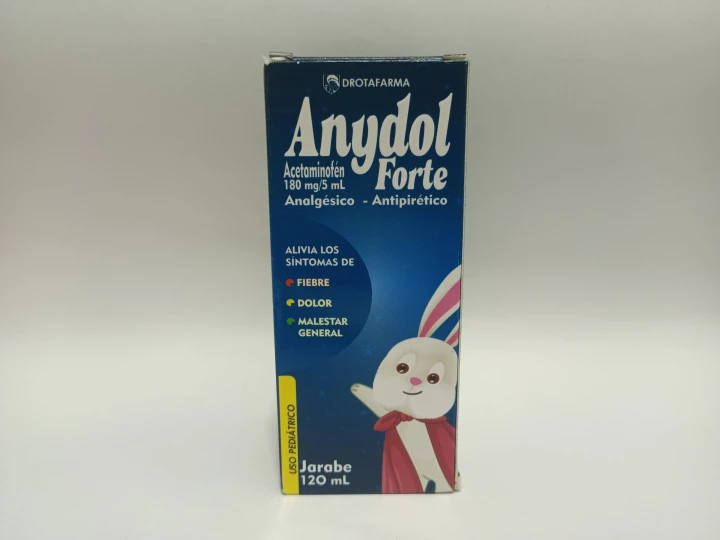 DROTAFARMA
Anydol
Forte
Acetaminofén
180 mg/5 mL
Analgésico - Antipirético
ALIVIA LOS
SÍNTOMAS DE
FIEBRE
DOLOR
MALESTAR
GENERAL
USO PEDIÁTRICO
Jarabe
120 mL